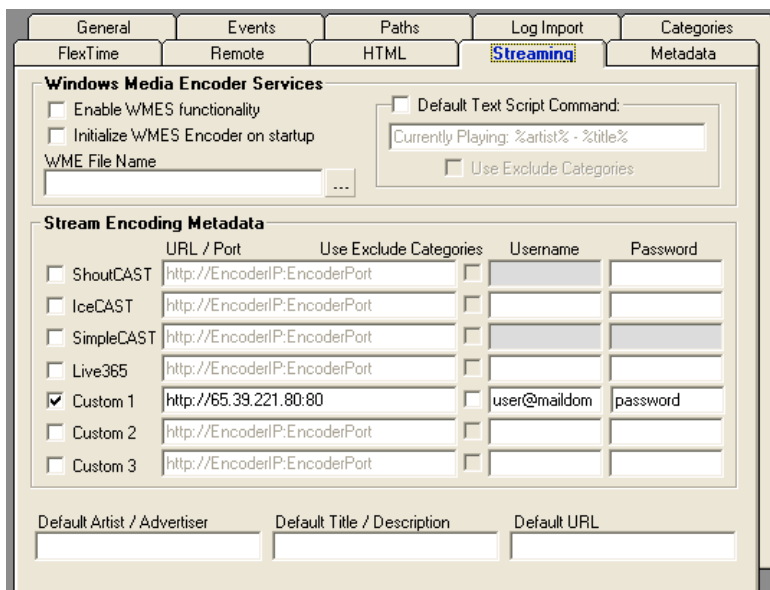 General Events Paths Log Import Categories
FlexTime Remote HTML Streaming Metadata
Windows Media Encoder Services
Enable WMES functionality
Initialize WMES Encoder on startup
WME File Name
...
Default Text Script Command:
Currently Playing: %artist% - %title%
Use Exclude Categories
Stream Encoding Metadata
URL / Port Use Exclude Categories Username Password
ShoutCAST http://EncoderIP:EncoderPort
IceCAST http://EncoderIP:EncoderPort
SimpleCAST http://EncoderIP:EncoderPort
Live365 http://EncoderIP:EncoderPort
Custom 1 http://65.39.221.80:80 user@maildom password
Custom 2 http://EncoderIP:EncoderPort
Custom 3 http://EncoderIP:EncoderPort
Default Artist / Advertiser Default Title / Description Default URL